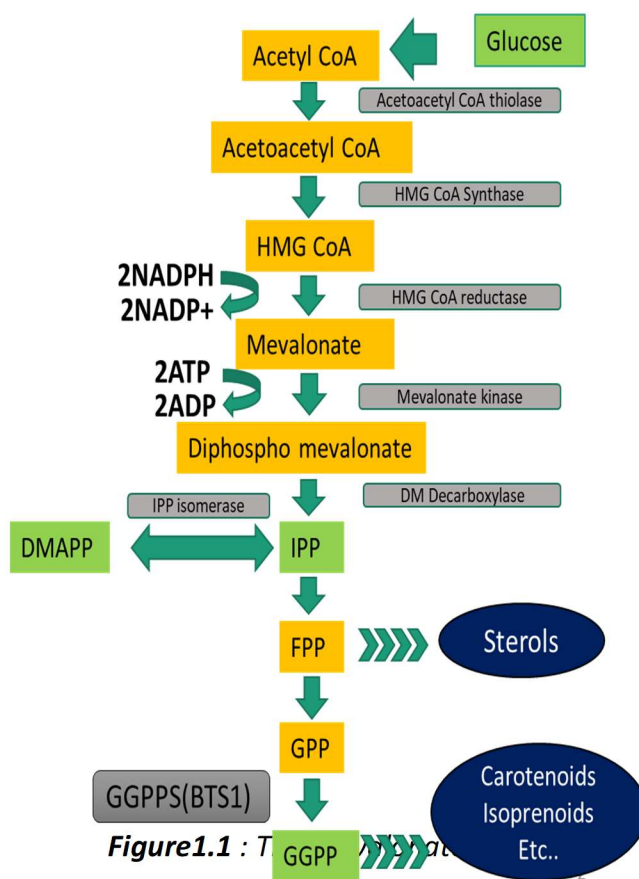 Glucose
Acetyl CoA
Acetoacetyl CoA thiolase
Acetoacetyl CoA
HMG CoA Synthase
HMG CoA
2NADPH
2NADP+
HMG CoA reductase
Mevalonate
2ATP
2ADP
Mevalonate kinase
Diphospho mevalonate
DM Decarboxylase
IPP isomerase
DMAPP
IPP
FPP
Sterols
GPP
GGPPS(BTS1)
Carotenoids
Isoprenoids
Etc..
Figure1.1 :
GGPP